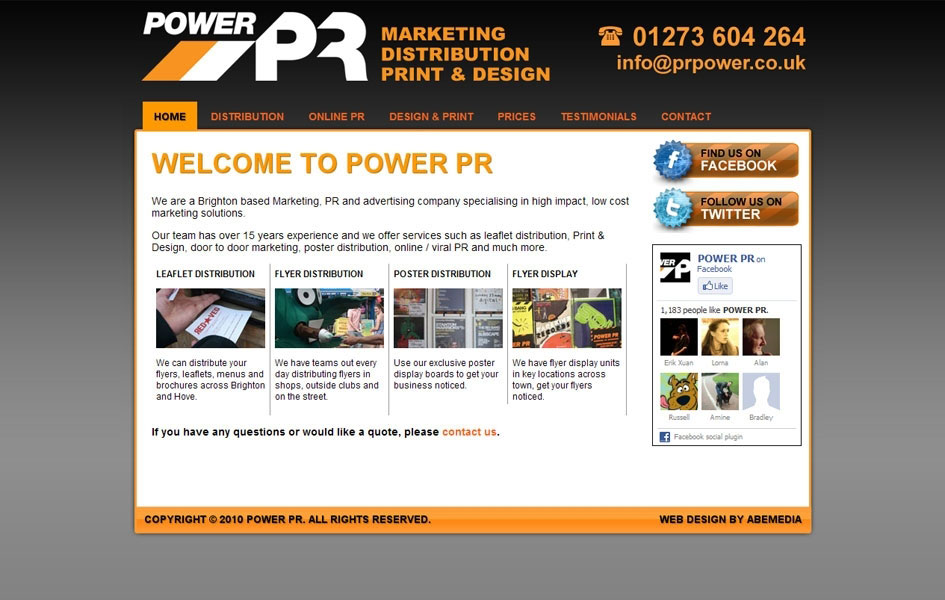 POWER
PR
MARKETING
DISTRIBUTION
PRINT & DESIGN
01273 604 264
info@prpower.co.uk
HOME DISTRIBUTION ONLINE PR DESIGN & PRINT PRICES TESTIMONIALS CONTACT
WELCOME TO POWER PR
We are a Brighton based Marketing, PR and advertising company specialising in high impact, low cost
marketing solutions.
Our team has over 15 years experience and we offer services such as leaflet distribution, Print &
Design, door to door marketing, poster distribution, online / viral PR and much more.
LEAFLET DISTRIBUTION
RED VEG
We can distribute your
flyers, leaflets, menus and
brochures across Brighton
and Hove.
FLYER DISTRIBUTION
We have teams out every
day distributing flyers in
shops, outside clubs and
on the street.
POSTER DISTRIBUTION
Use our exclusive poster
display boards to get your
business noticed.
FLYER DISPLAY
RECORDS
POWER PR
We have flyer display units
in key locations across
town, get your flyers
noticed.
If you have any questions or would like a quote, please contact us.
FIND US ON
FACEBOOK
FOLLOW US ON
TWITTER
POWER PR on
Facebook
Like
1,183 people like POWER PR.
Erik Xuan Lorna Alan
Russell Amine Bradley
Facebook social plugin
COPYRIGHT © 2010 POWER PR. ALL RIGHTS RESERVED.
WEB DESIGN BY ABEMEDIA